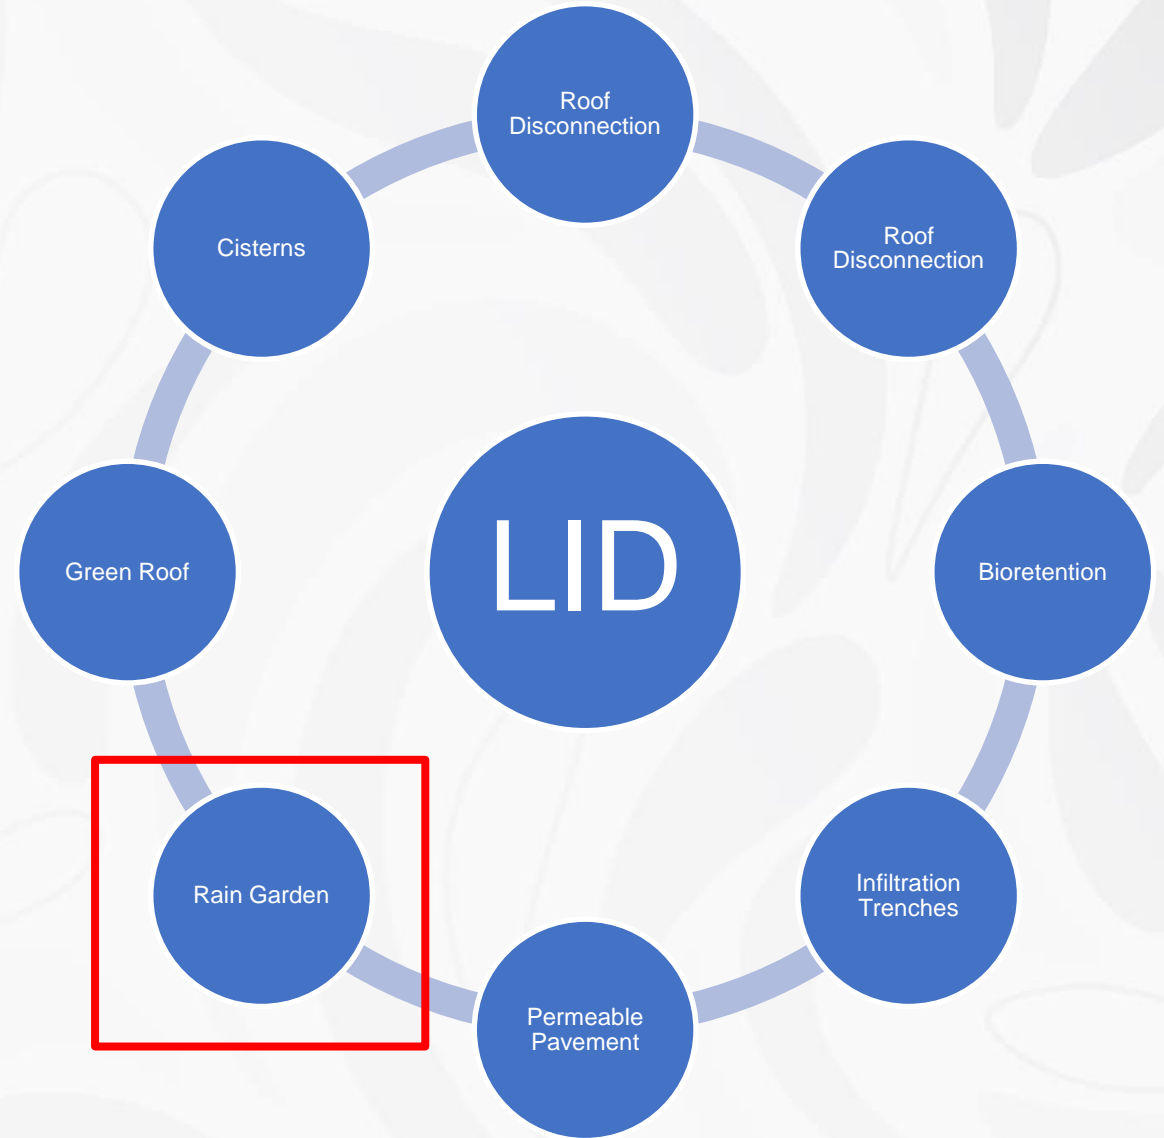 Roof
Disconnection
Roof
Disconnection
Cisterns
LID
Green Roof
Bioretention
Rain Garden
Infiltration
Trenches
Permeable
Pavement